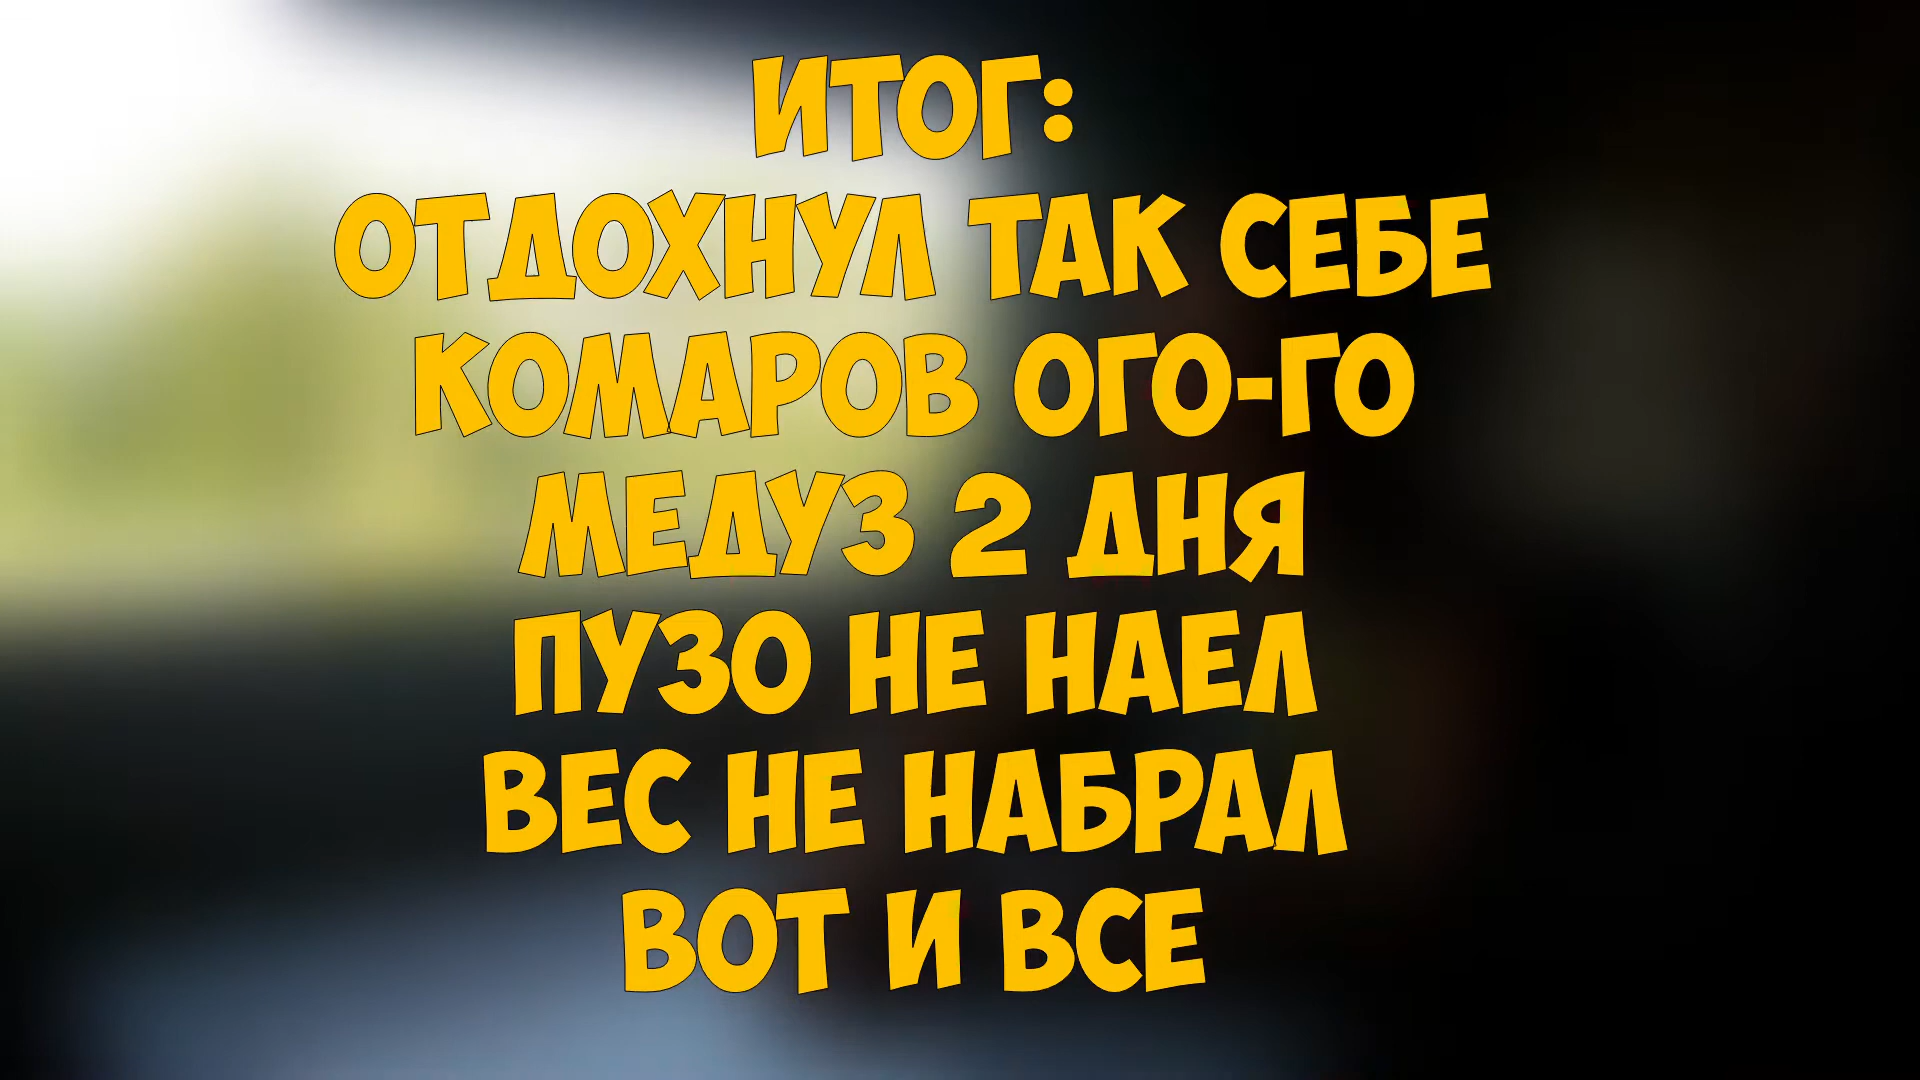 ИТОГ:
ОТДОХНУЛ ТАК СЕБЕ
КОМАРОВ ОГО-ГО
МЕДУЗ 2 ДНЯ
ПУЗО НЕ НАЕЛ
ВЕС НЕ НАБРАЛ
ВОТ И ВСЕ